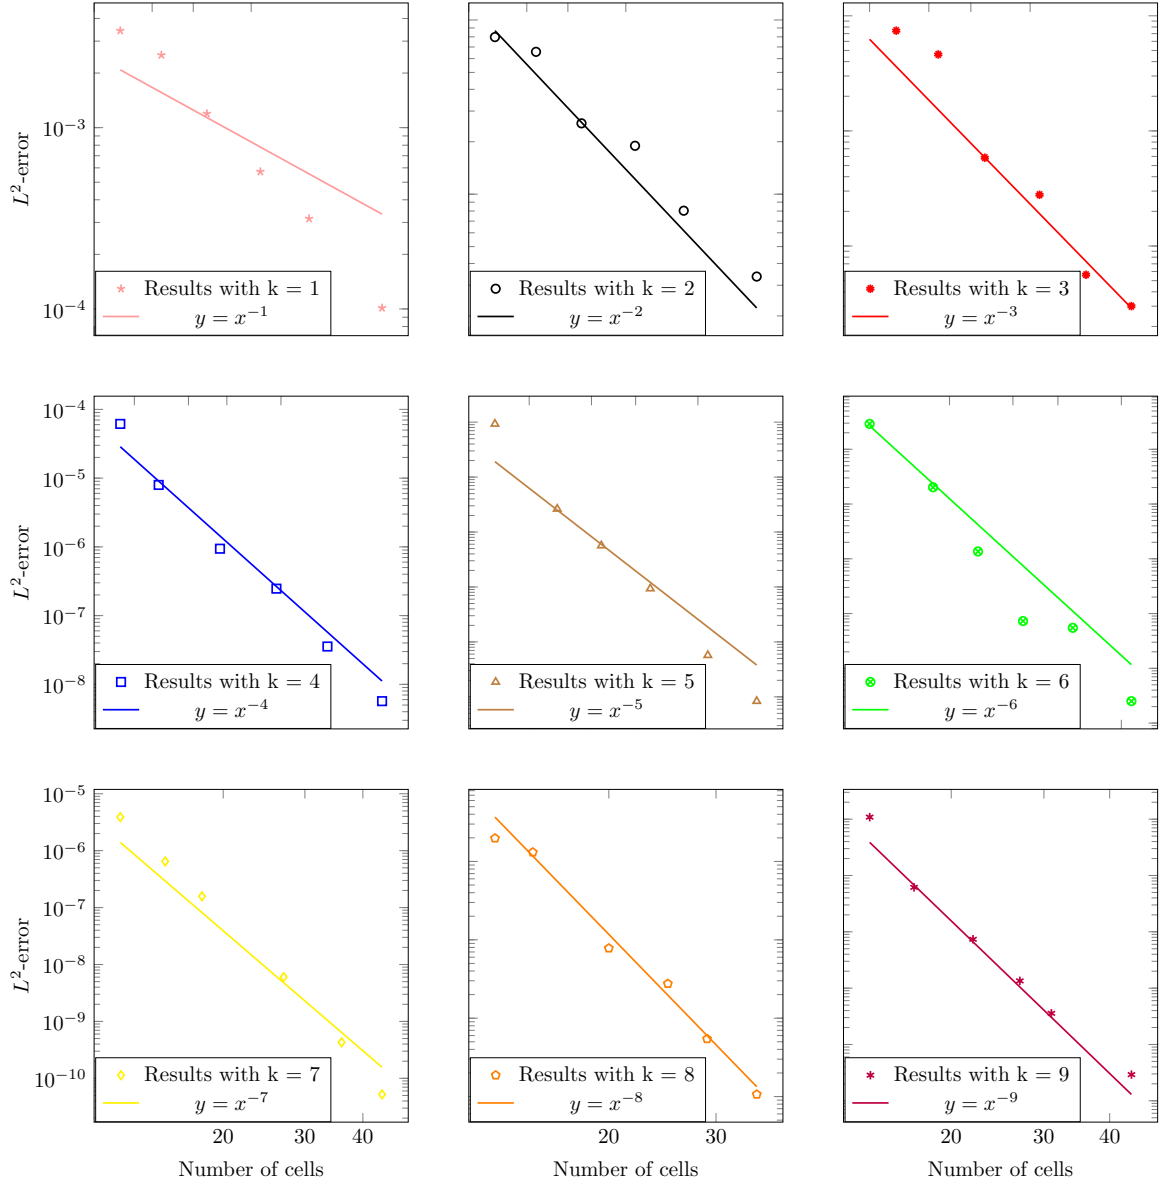 10⁻³
10⁻⁴
L²-error
Results with k = 1
y = x⁻¹
Results with k = 2
y = x⁻²
Results with k = 3
y = x⁻³
10⁻⁴
10⁻⁵
10⁻⁶
10⁻⁷
10⁻⁸
L²-error
Results with k = 4
y = x⁻⁴
Results with k = 5
y = x⁻⁵
Results with k = 6
y = x⁻⁶
10⁻⁵
10⁻⁶
10⁻⁷
10⁻⁸
10⁻⁹
10⁻¹⁰
L²-error
Results with k = 7
y = x⁻⁷
20 40
Number of cells
Results with k = 8
y = x⁻⁸
20 30
Number of cells
Results with k = 9
y = x⁻⁹
20 30 40
Number of cells